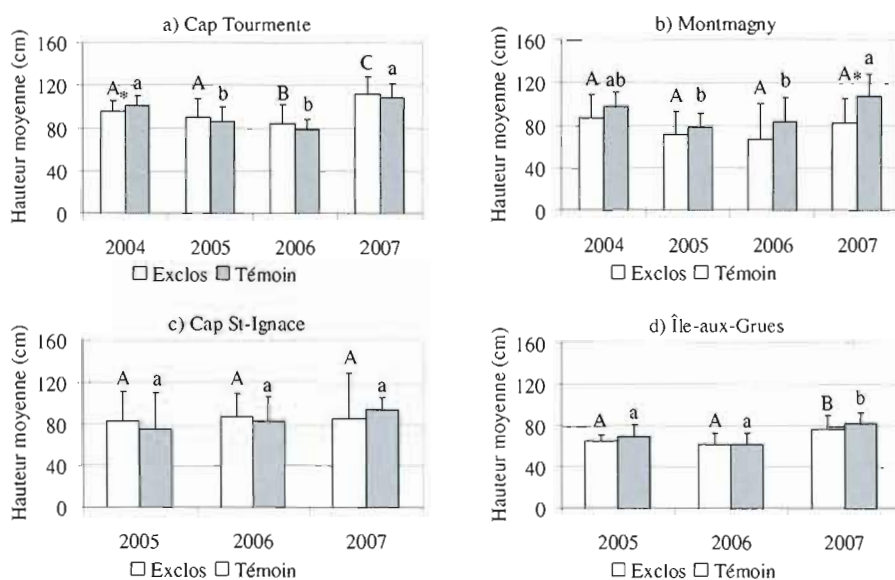 a) Cap Tourmente
Hauteur moyenne (cm)
160
120
80
40
0
A* a A b B b C a
2004 2005 2006 2007
Exclos Témoin
b) Montmagny
Hauteur moyenne (cm)
160
120
80
40
0
A ab A b A b A* a
2004 2005 2006 2007
Exclos Témoin
c) Cap St-Ignace
Hauteur moyenne (cm)
160
120
80
40
0
A a A a A a
2005 2006 2007
Exclos Témoin
d) Île-aux-Grues
Hauteur moyenne (cm)
160
120
80
40
0
A a A a B b
2005 2006 2007
Exclos Témoin